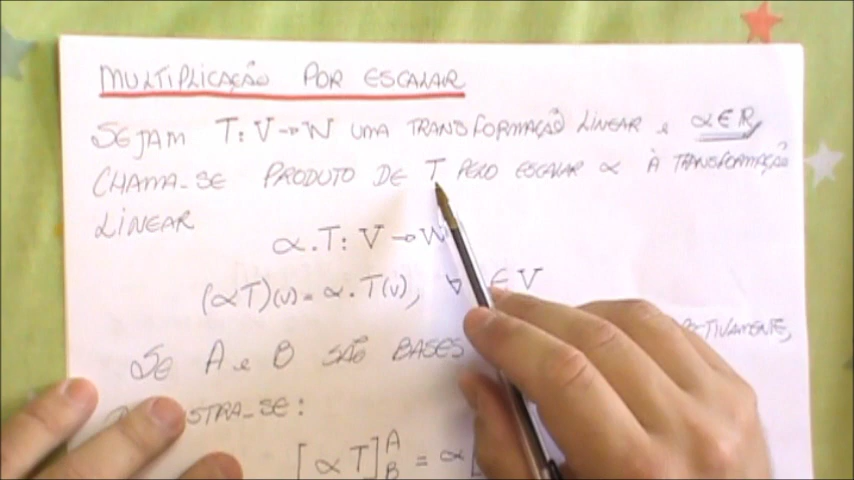 MULTIPLICAÇÃO POR ESCALAR
SEJAM T: V → W UMA TRANSFORMAÇÃO LINEAR e α ∈ R,
CHAMA-SE PRODUTO DE T PELO ESCALAR α À TRANSFORMAÇÃO
LINEAR
α.T: V → W
(αT)(v) = α.T(v), ∀ ∈ V
SE A e B SÃO BASES
STRA-SE:
[αT]^A_B = α[